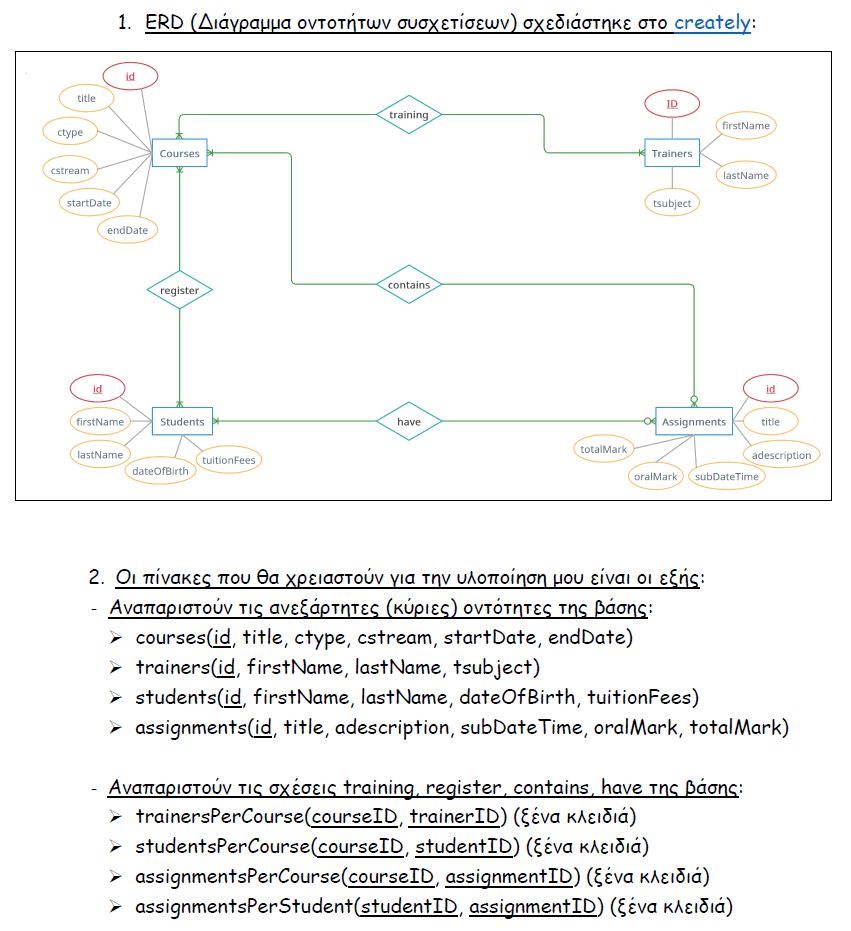 1. ERD (Διάγραμμα οντοτήτων συσχετίσεων) σχεδιάστηκε στο creately:
id
title
ctype
cstream
startDate
endDate
Courses
training
ID
firstName
Trainers
lastName
tsubject
register
contains
id
firstName
lastName
dateOfBirth
tuitionFees
Students
have
Assignments
id
title
adescription
subDateTime
oralMark
totalMark
2. Οι πίνακες που θα χρειαστούν για την υλοποίηση μου είναι οι εξής:
- Αναπαριστούν τις ανεξάρτητες (κύριες) οντότητες της βάσης:
➢ courses(id, title, ctype, cstream, startDate, endDate)
➢ trainers(id, firstName, lastName, tsubject)
➢ students(id, firstName, lastName, dateOfBirth, tuitionFees)
➢ assignments(id, title, adescription, subDateTime, oralMark, totalMark)
- Αναπαριστούν τις σχέσεις training, register, contains, have της βάσης:
➢ trainersPerCourse(courseID, trainerID) (ξένα κλειδιά)
➢ studentsPerCourse(courseID, studentID) (ξένα κλειδιά)
➢ assignmentsPerCourse(courseID, assignmentID) (ξένα κλειδιά)
➢ assignmentsPerStudent(studentID, assignmentID) (ξένα κλειδιά)